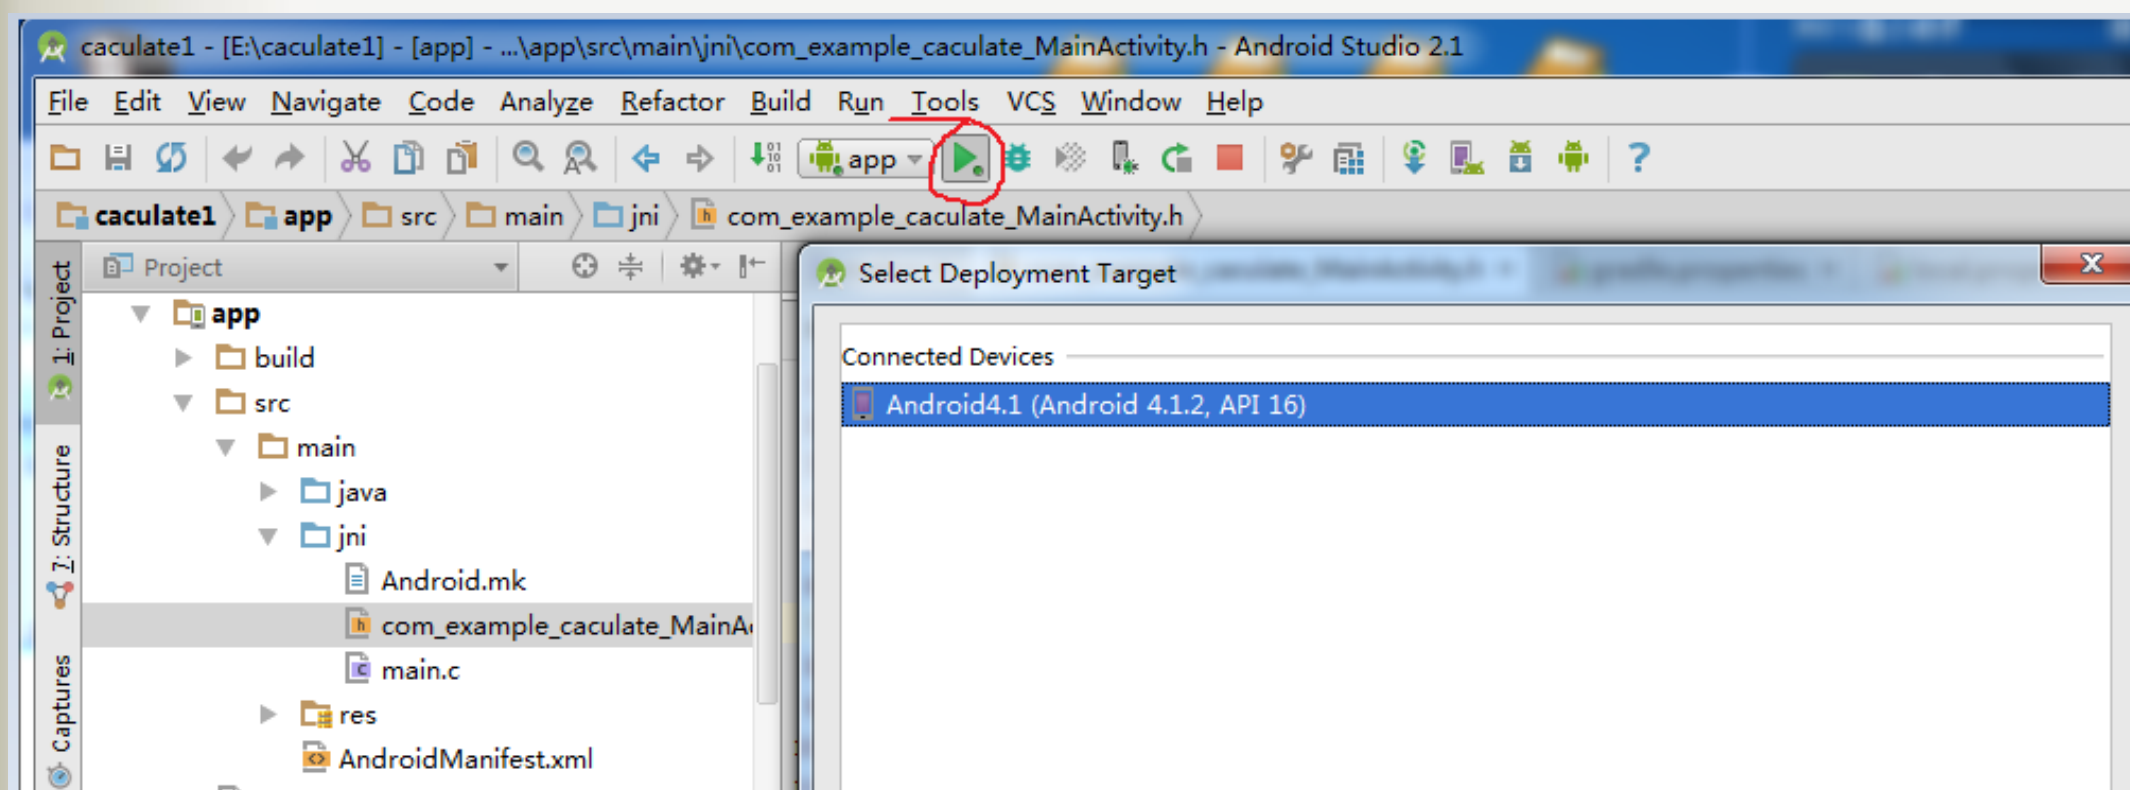 caculate1 - [E:\caculate1] - [app] - ...\app\src\main\jni\com_example_caculate_MainActivity.h - Android Studio 2.1
File Edit View Navigate Code Analyze Refactor Build Run Tools VCS Window Help
app
caculate1 app src main jni com_example_caculate_MainActivity.h
1: Project
7: Structure
Captures
Project
app
build
src
main
java
jni
Android.mk
com_example_caculate_MainA
main.c
res
AndroidManifest.xml
Select Deployment Target
Connected Devices
Android4.1 (Android 4.1.2, API 16)